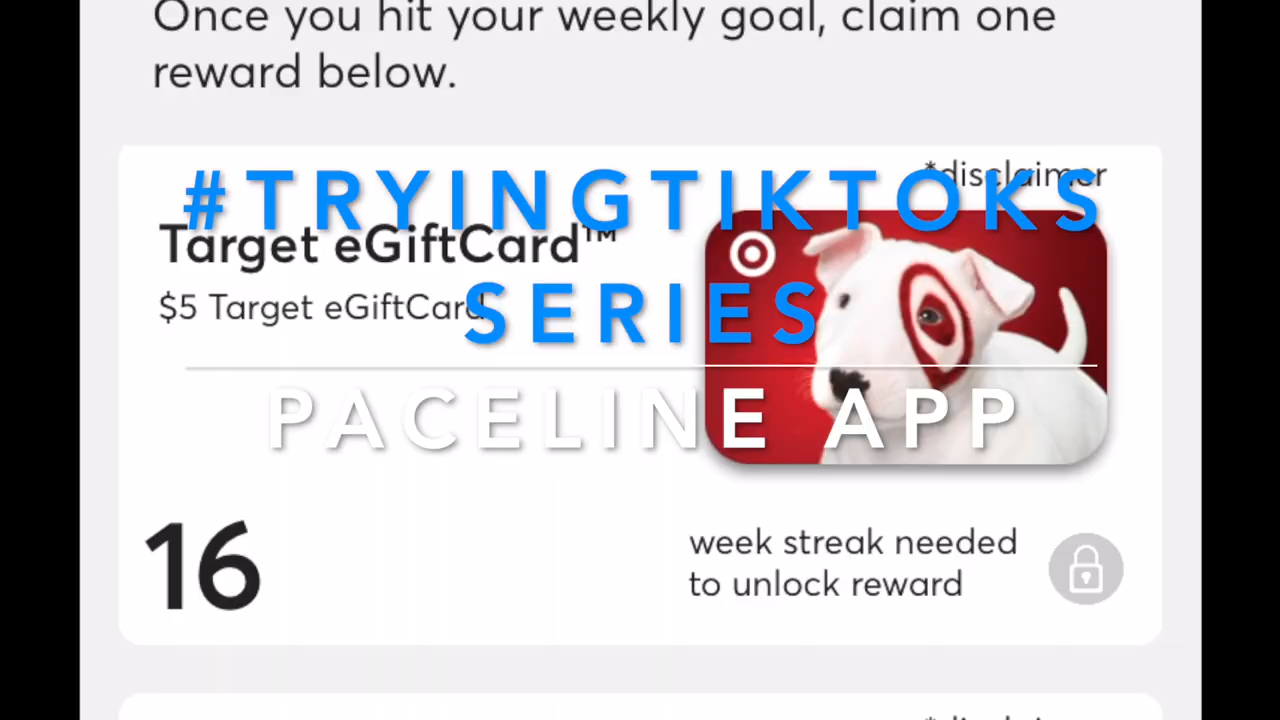 Once you hit your weekly goal, claim one
reward below.
*disclaimer
#TRYINGTIKTOKS
Target eGiftCard™
$5 Target eGiftCard
SERIES
PACELINE APP
16
week streak needed
to unlock reward